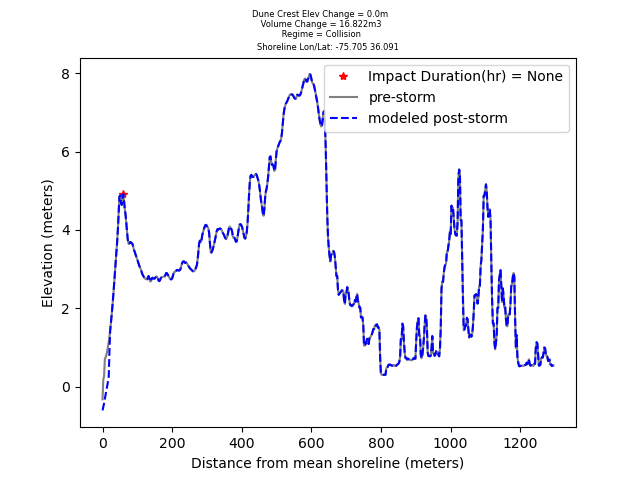 Dune Crest Elev Change = 0.0m
Volume Change = 16.822m3
Regime = Collision
Shoreline Lon/Lat: -75.705 36.091
Impact Duration(hr) = None
pre-storm
modeled post-storm
8
6
4
2
0
Elevation (meters)
0 200 400 600 800 1000 1200
Distance from mean shoreline (meters)